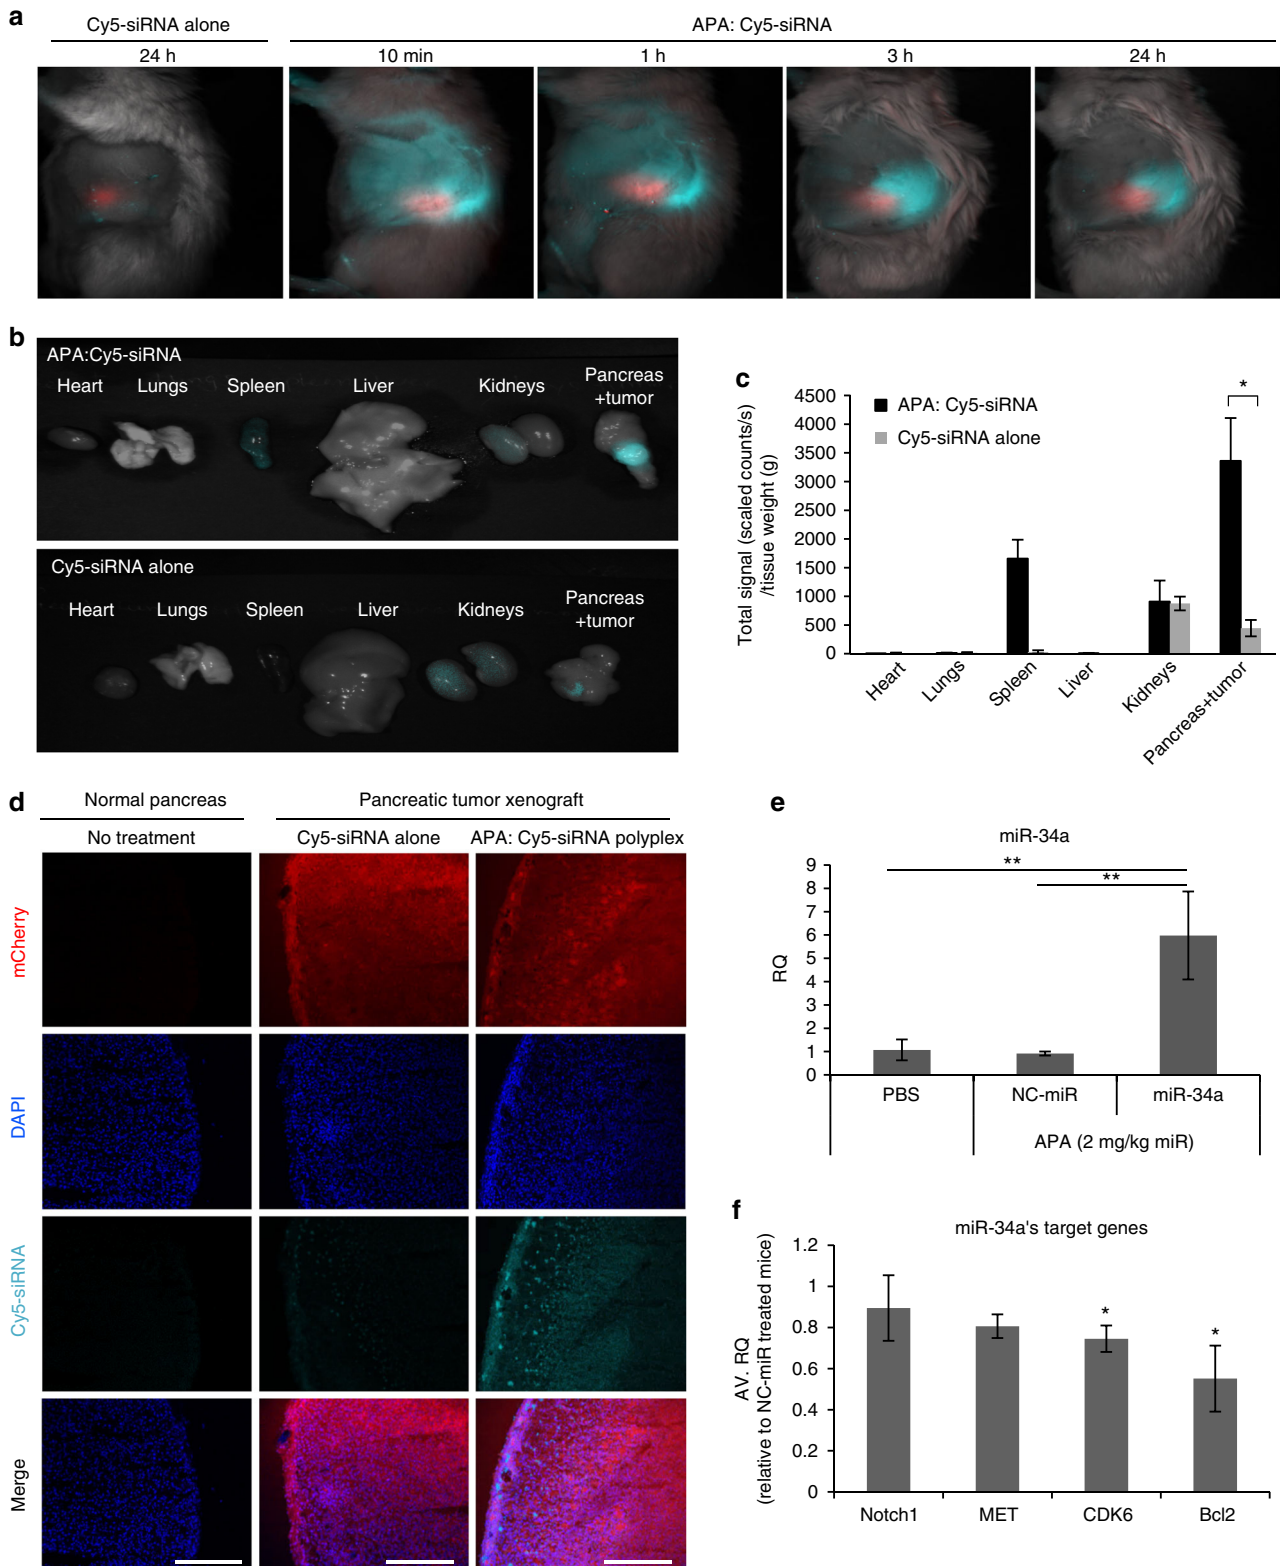 a
Cy5-siRNA alone
APA: Cy5-siRNA
24 h
10 min
1 h
3 h
24 h
b
APA:Cy5-siRNA
Heart
Lungs
Spleen
Liver
Kidneys
Pancreas
+tumor
Cy5-siRNA alone
Heart
Lungs
Spleen
Liver
Kidneys
Pancreas
+tumor
c
Total signal (scaled counts/s)
/tissue weight (g)
4500
4000
3500
3000
2500
2000
1500
1000
500
0
APA: Cy5-siRNA
Cy5-siRNA alone
*
Heart
Lungs
Spleen
Liver
Kidneys
Pancreas+tumor
d
Normal pancreas
Pancreatic tumor xenograft
No treatment
Cy5-siRNA alone
APA: Cy5-siRNA polyplex
mCherry
DAPI
Cy5-siRNA
Merge
e
miR-34a
RQ
9
8
7
6
5
4
3
2
1
0
**
**
PBS
NC-miR
miR-34a
APA (2 mg/kg miR)
f
miR-34a's target genes
AV. RQ
(relative to NC-miR treated mice)
1.2
1
0.8
0.6
0.4
0.2
0
*
*
Notch1
MET
CDK6
Bcl2